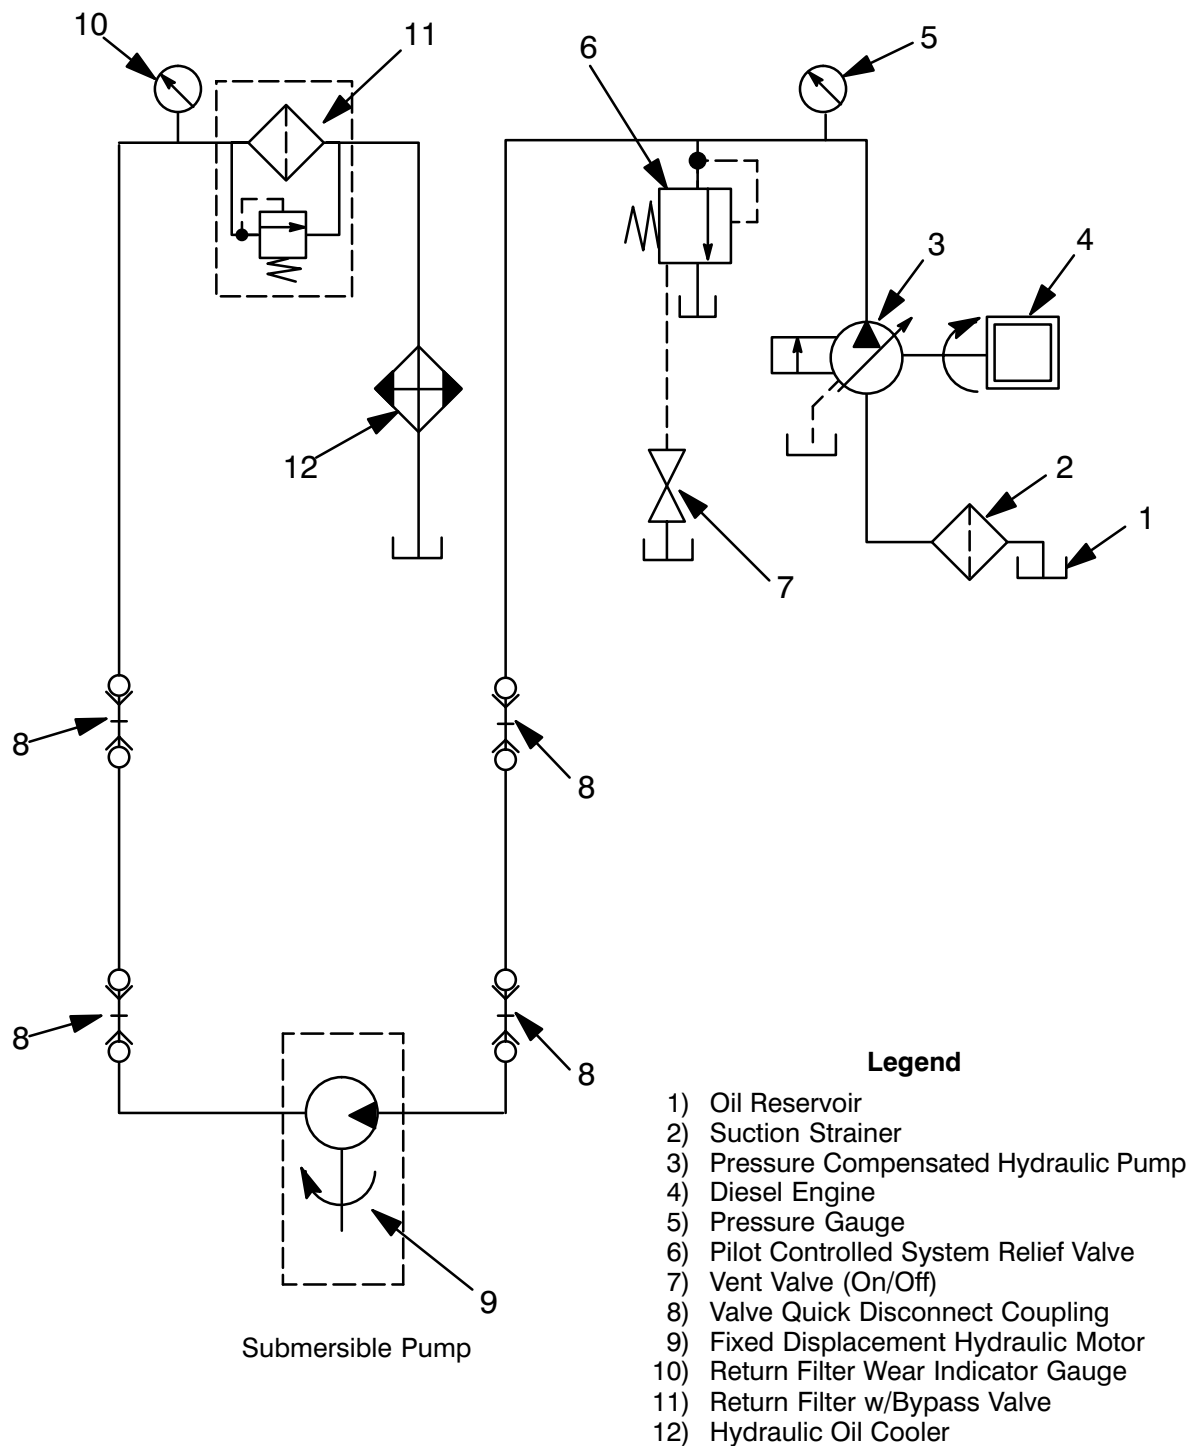 10
11
6
5
3
4
12
2
1
7
8
8
8
8
9
Submersible Pump
Legend
1) Oil Reservoir
2) Suction Strainer
3) Pressure Compensated Hydraulic Pump
4) Diesel Engine
5) Pressure Gauge
6) Pilot Controlled System Relief Valve
7) Vent Valve (On/Off)
8) Valve Quick Disconnect Coupling
9) Fixed Displacement Hydraulic Motor
10) Return Filter Wear Indicator Gauge
11) Return Filter w/Bypass Valve
12) Hydraulic Oil Cooler